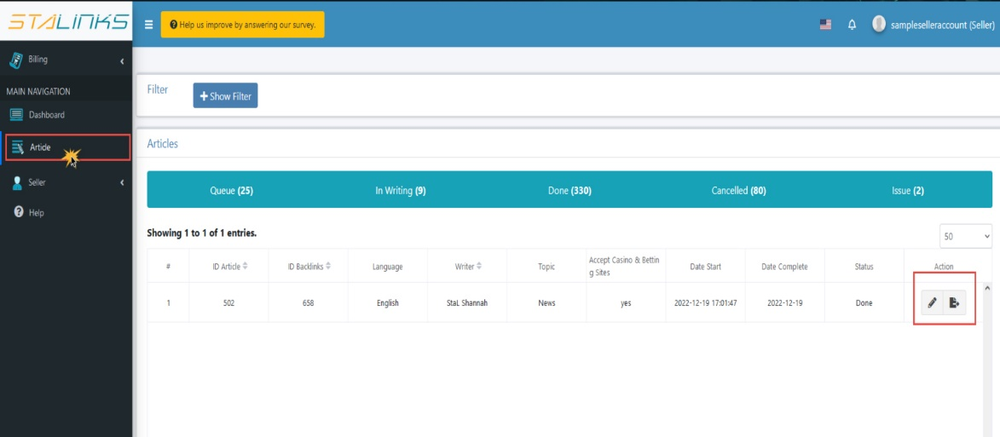 STALINKS
Help us improve by answering our survey.
sampleselleraccount (Seller)
Billing
MAIN NAVIGATION
Dashboard
Article
Seller
Help
Filter
Show Filter
Articles
Queue (25) In Writing (9) Done (330) Cancelled (80) Issue (2)
Showing 1 to 1 of 1 entries.
50
# ID Article ID Backlinks Language Writer Topic Accept Casino & Bettin Date Start Date Complete Status Action
g Sites
1 502 658 English StaL Shannah News yes 2022-12-19 17:01:47 2022-12-19 Done